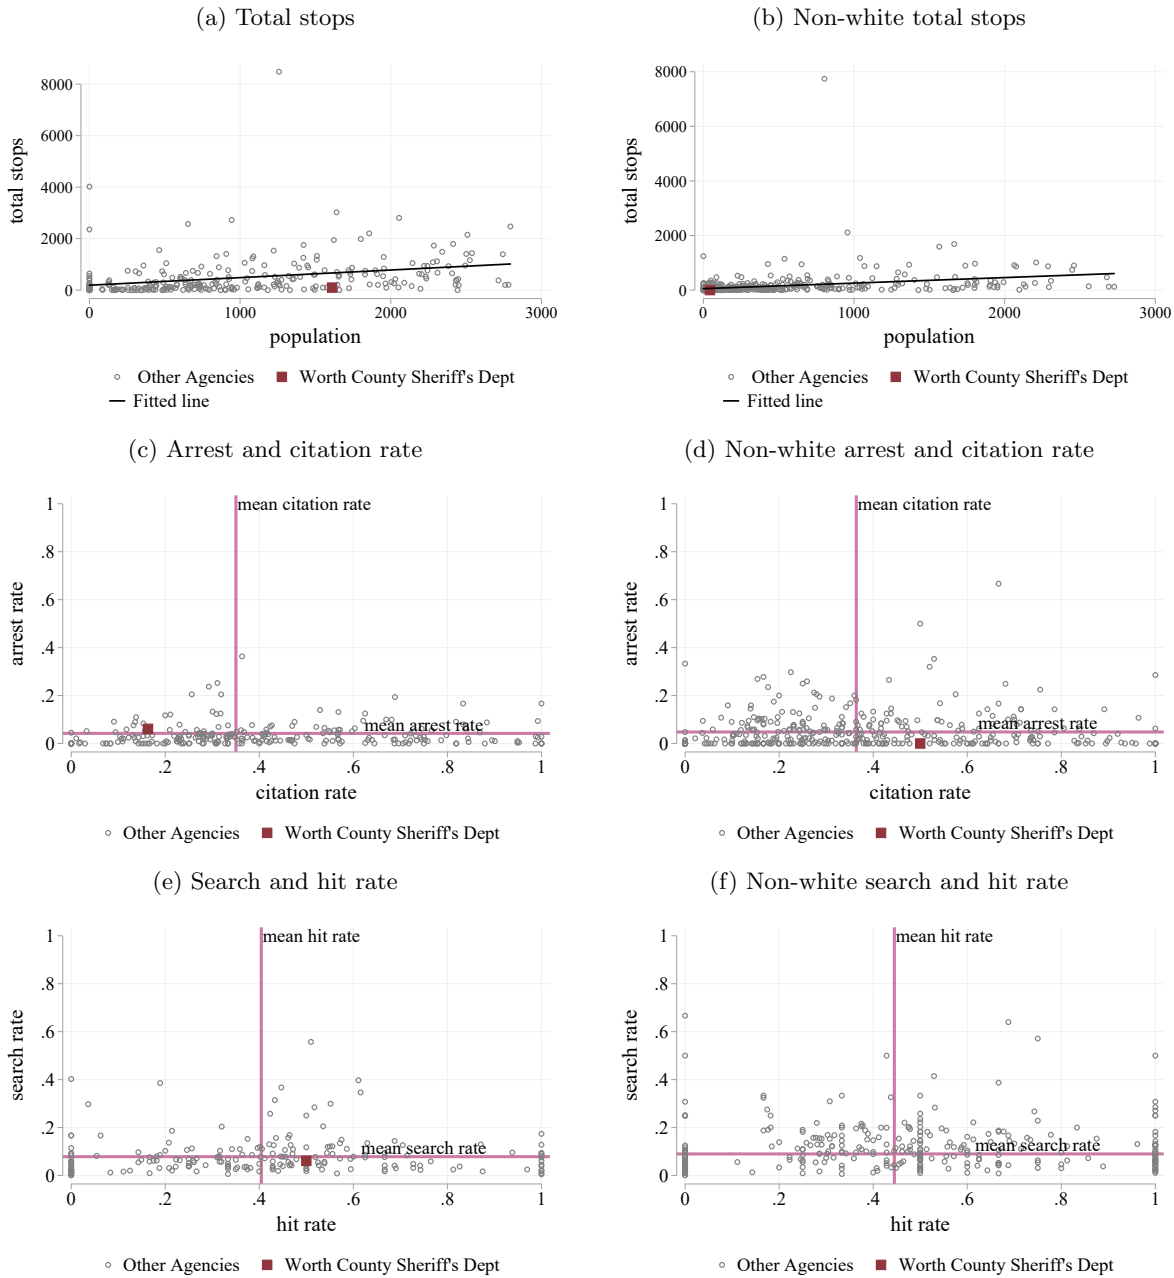 (a) Total stops
(b) Non-white total stops
total stops
8000
6000
4000
2000
0
0 1000 2000 3000
population
Other Agencies Worth County Sheriff's Dept
Fitted line
total stops
8000
6000
4000
2000
0
0 1000 2000 3000
population
Other Agencies Worth County Sheriff's Dept
Fitted line
(c) Arrest and citation rate
(d) Non-white arrest and citation rate
arrest rate
1
.8
.6
.4
.2
0
mean citation rate
mean arrest rate
0 .2 .4 .6 .8 1
citation rate
Other Agencies Worth County Sheriff's Dept
arrest rate
1
.8
.6
.4
.2
0
mean citation rate
mean arrest rate
0 .2 .4 .6 .8 1
citation rate
Other Agencies Worth County Sheriff's Dept
(e) Search and hit rate
(f) Non-white search and hit rate
search rate
1
.8
.6
.4
.2
0
mean hit rate
mean search rate
0 .2 .4 .6 .8 1
hit rate
Other Agencies Worth County Sheriff's Dept
search rate
1
.8
.6
.4
.2
0
mean hit rate
mean search rate
0 .2 .4 .6 .8 1
hit rate
Other Agencies Worth County Sheriff's Dept